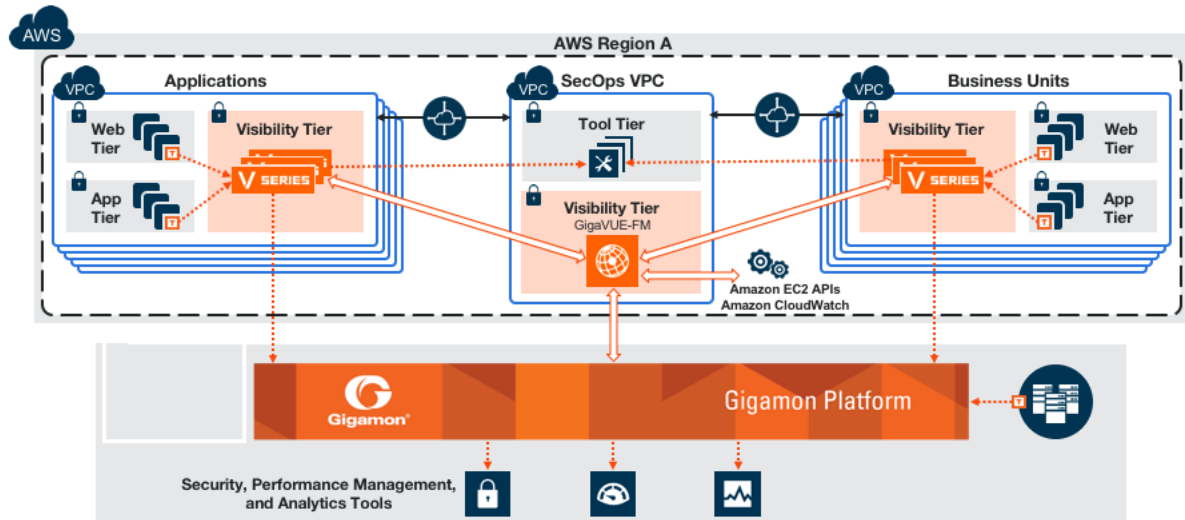 AWS
AWS Region A
Applications
SecOps VPC
Business Units
VPC
VPC
VPC
Web
Tier
T
App
Tier
T
Visibility Tier
V SERIES
Tool Tier
Visibility Tier
GigaVUE-FM
Visibility Tier
V SERIES
Web
Tier
T
App
Tier
T
Amazon EC2 APIs
Amazon CloudWatch
Gigamon®
Gigamon Platform
T
Security, Performance Management,
and Analytics Tools